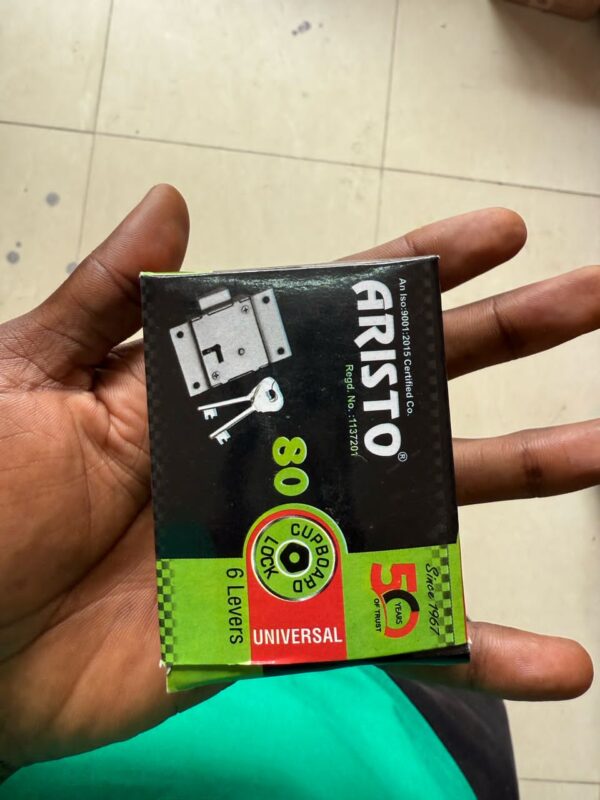 An Iso:9001:2015 Certified Co.
ARISTO®
Regd. No.:1137201
80
Since 1967
50
YEARS
OF TRUST
CUPBOARD
LOCK
UNIVERSAL
6 Levers